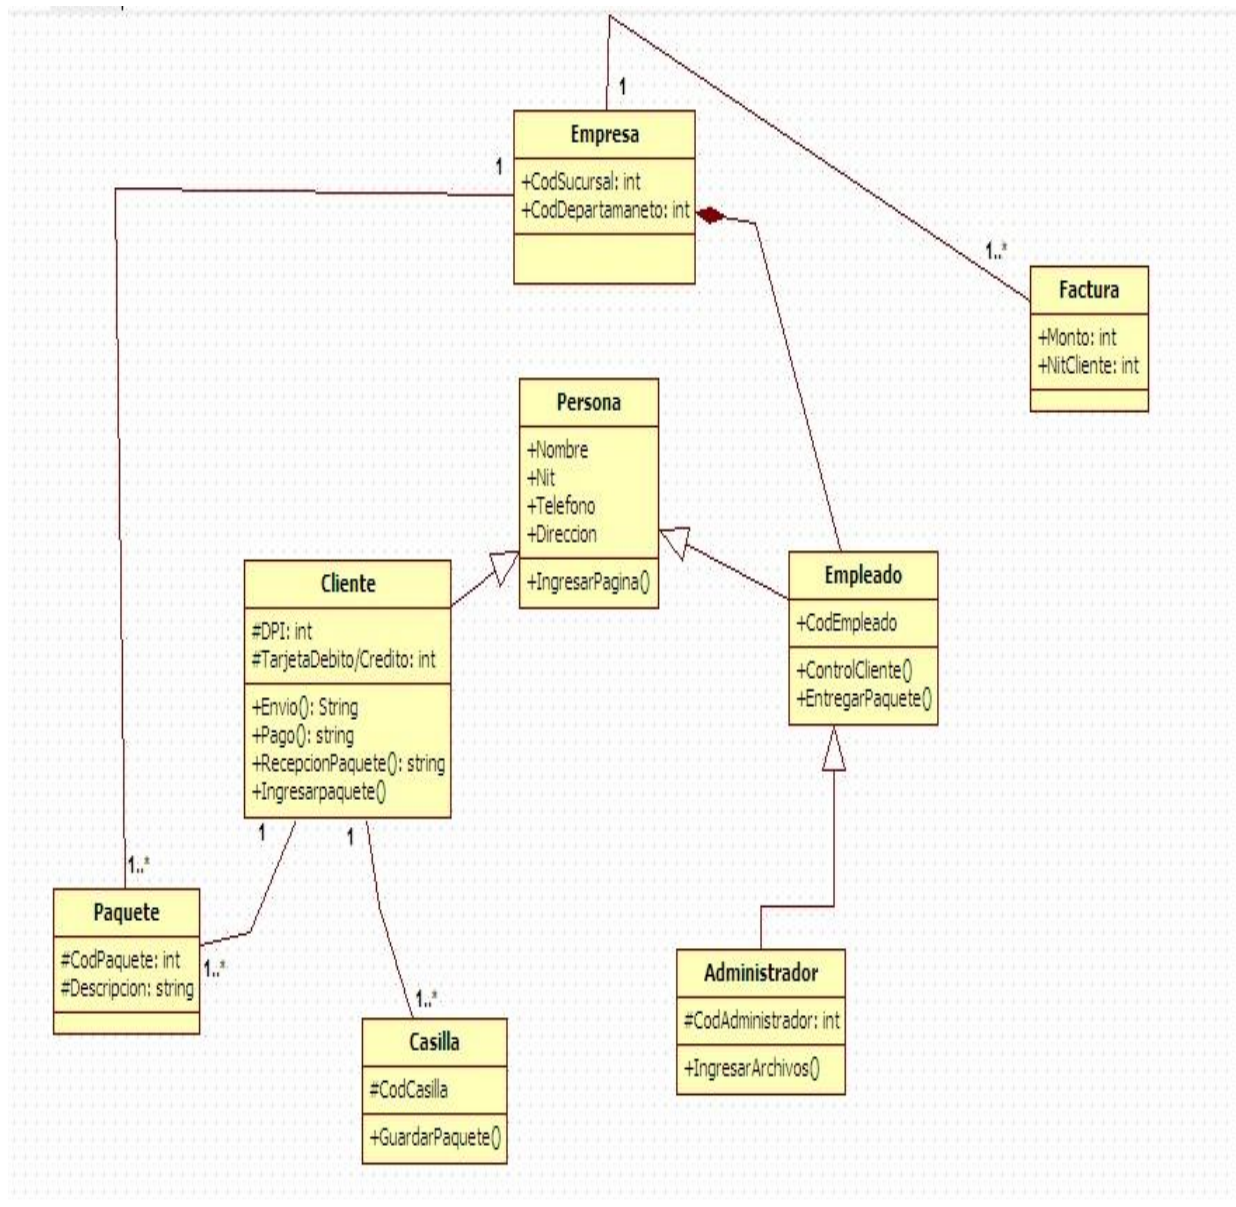 1
Empresa
+CodSucursal: int
+CodDepartamaneto: int
1
1..*
Factura
+Monto: int
+NitCliente: int
Persona
+Nombre
+Nit
+Telefono
+Direccion
+IngresarPagina()
Cliente
#DPI: int
#TarjetaDebito/Credito: int
+Envio(): String
+Pago(): string
+RecepcionPaquete(): string
+Ingresarpaquete()
Empleado
+CodEmpleado
+ControlCliente()
+EntregarPaquete()
1
1
1..*
Paquete
#CodPaquete: int
#Descripcion: string
1..*
1..*
Casilla
#CodCasilla
+GuardarPaquete()
Administrador
#CodAdministrador: int
+IngresarArchivos()